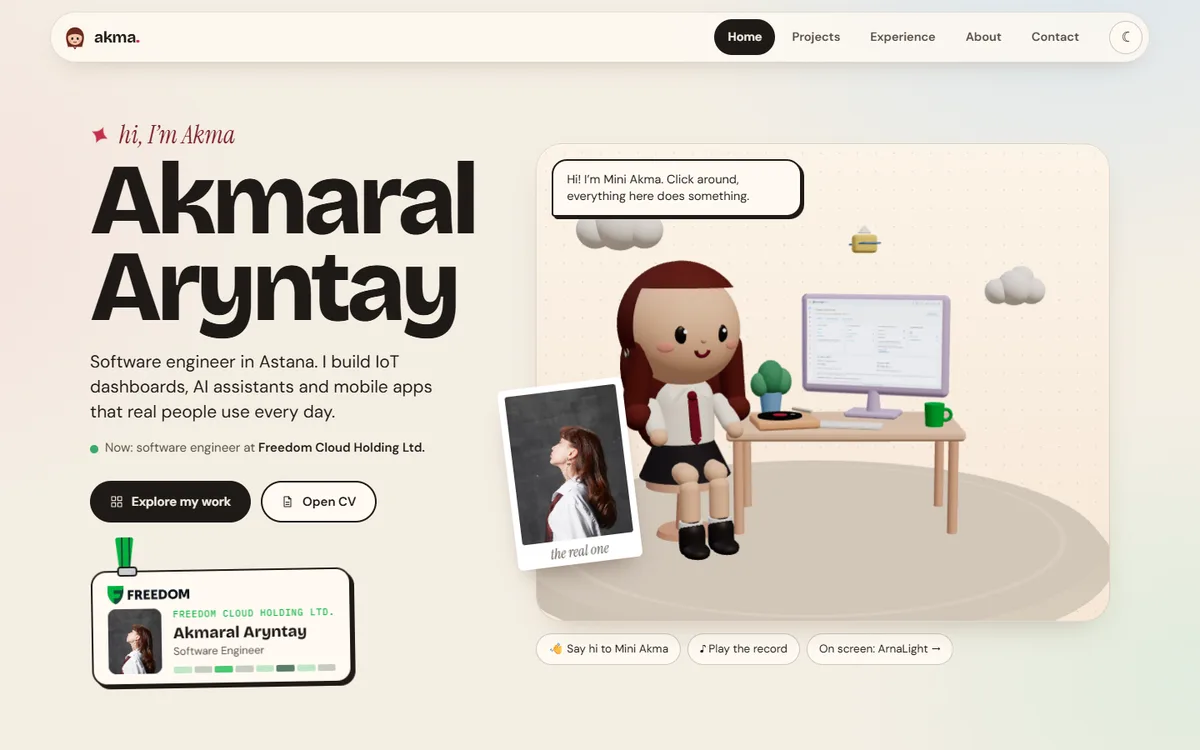 akma.
Home
Projects
Experience
About
Contact
hi, I'm Akma
Akmaral
Aryntay
Software engineer in Astana. I build IoT
dashboards, AI assistants and mobile apps
that real people use every day.
Now: software engineer at Freedom Cloud Holding Ltd.
Explore my work
Open CV
FREEDOM
FREEDOM CLOUD HOLDING LTD.
Akmaral Aryntay
Software Engineer
Hi! I'm Mini Akma. Click around,
everything here does something.
the real one
Say hi to Mini Akma
♪ Play the record
On screen: ArnaLight →